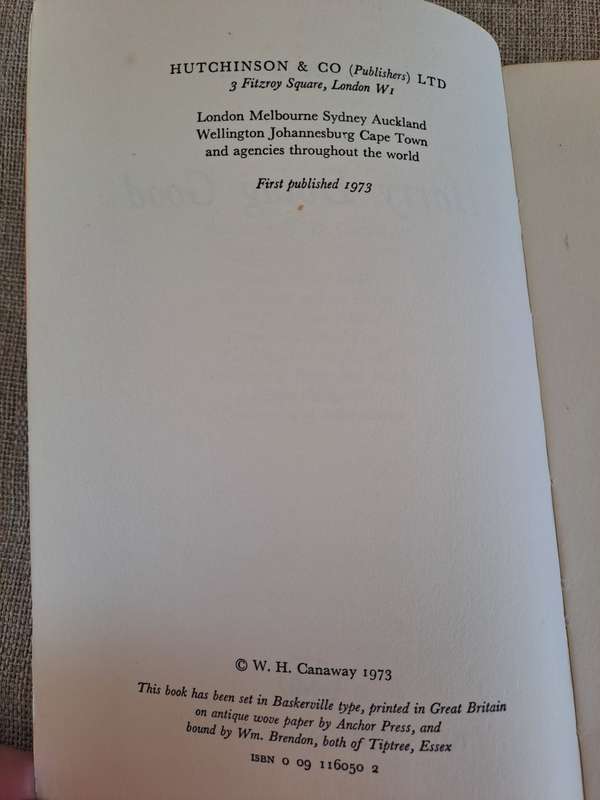 HUTCHINSON & CO (Publishers) LTD
3 Fitzroy Square, London W1
London Melbourne Sydney Auckland
Wellington Johannesburg Cape Town
and agencies throughout the world
First published 1973
© W. H. Canaway 1973
This book has been set in Baskerville type, printed in Great Britain
on antique wove paper by Anchor Press, and
bound by Wm. Brendon, both of Tiptree, Essex
ISBN 0 09 116050 2